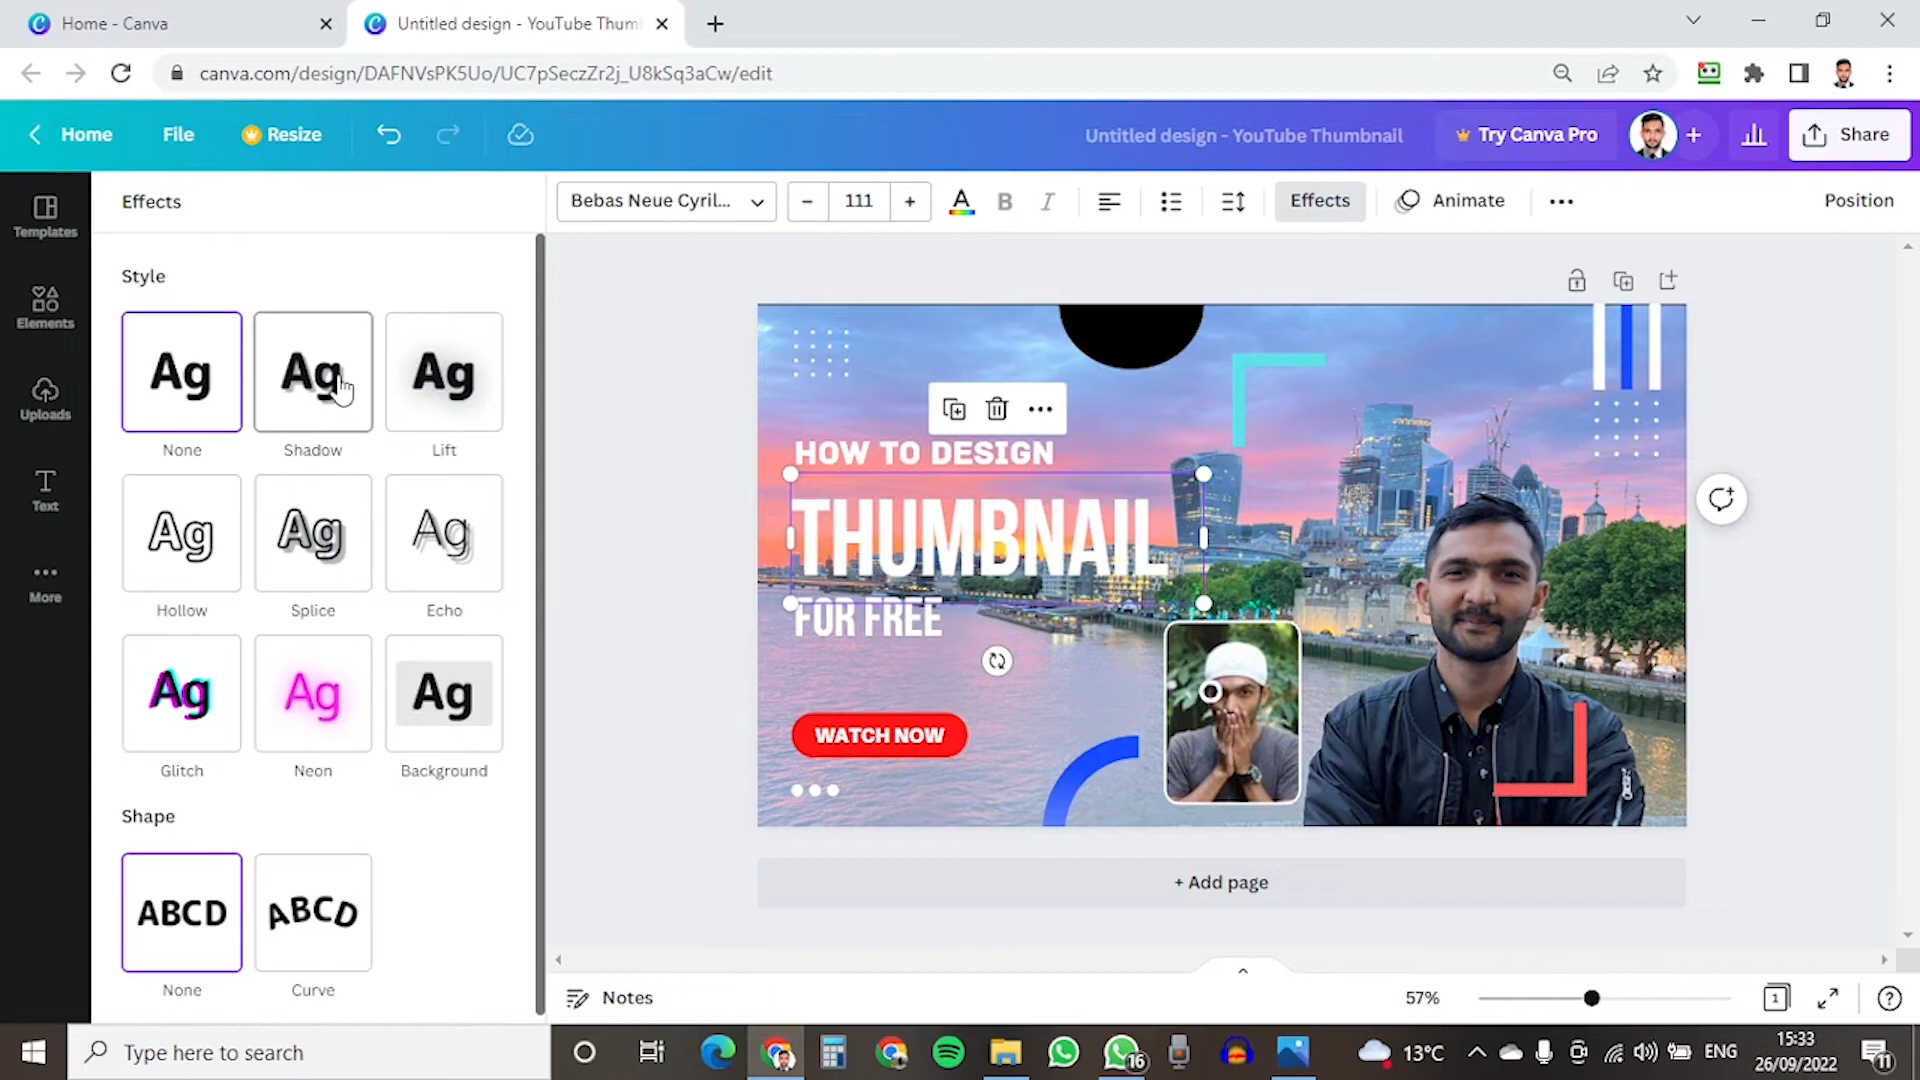 Home - Canva
Untitled design - YouTube Thum
canva.com/design/DAFNVsPK5Uo/UC7pSeczZr2j_U8kSq3aCw/edit
Home
File
Resize
Untitled design - YouTube Thumbnail
Try Canva Pro
+
Share
Templates
Elements
Uploads
Text
More
Effects
Bebas Neue Cyril...
– 111 +
A
B
I
Effects
Animate
Position
Style
Ag
None
Ag
Shadow
Ag
Lift
Ag
Hollow
Ag
Splice
Ag
Echo
Ag
Glitch
Ag
Neon
Ag
Background
Shape
ABCD
None
ABCD
Curve
HOW TO DESIGN
THUMBNAIL
FOR FREE
WATCH NOW
+ Add page
Notes
57%
1
?
Type here to search
16
13°C
ENG
15:33
26/09/2022
11